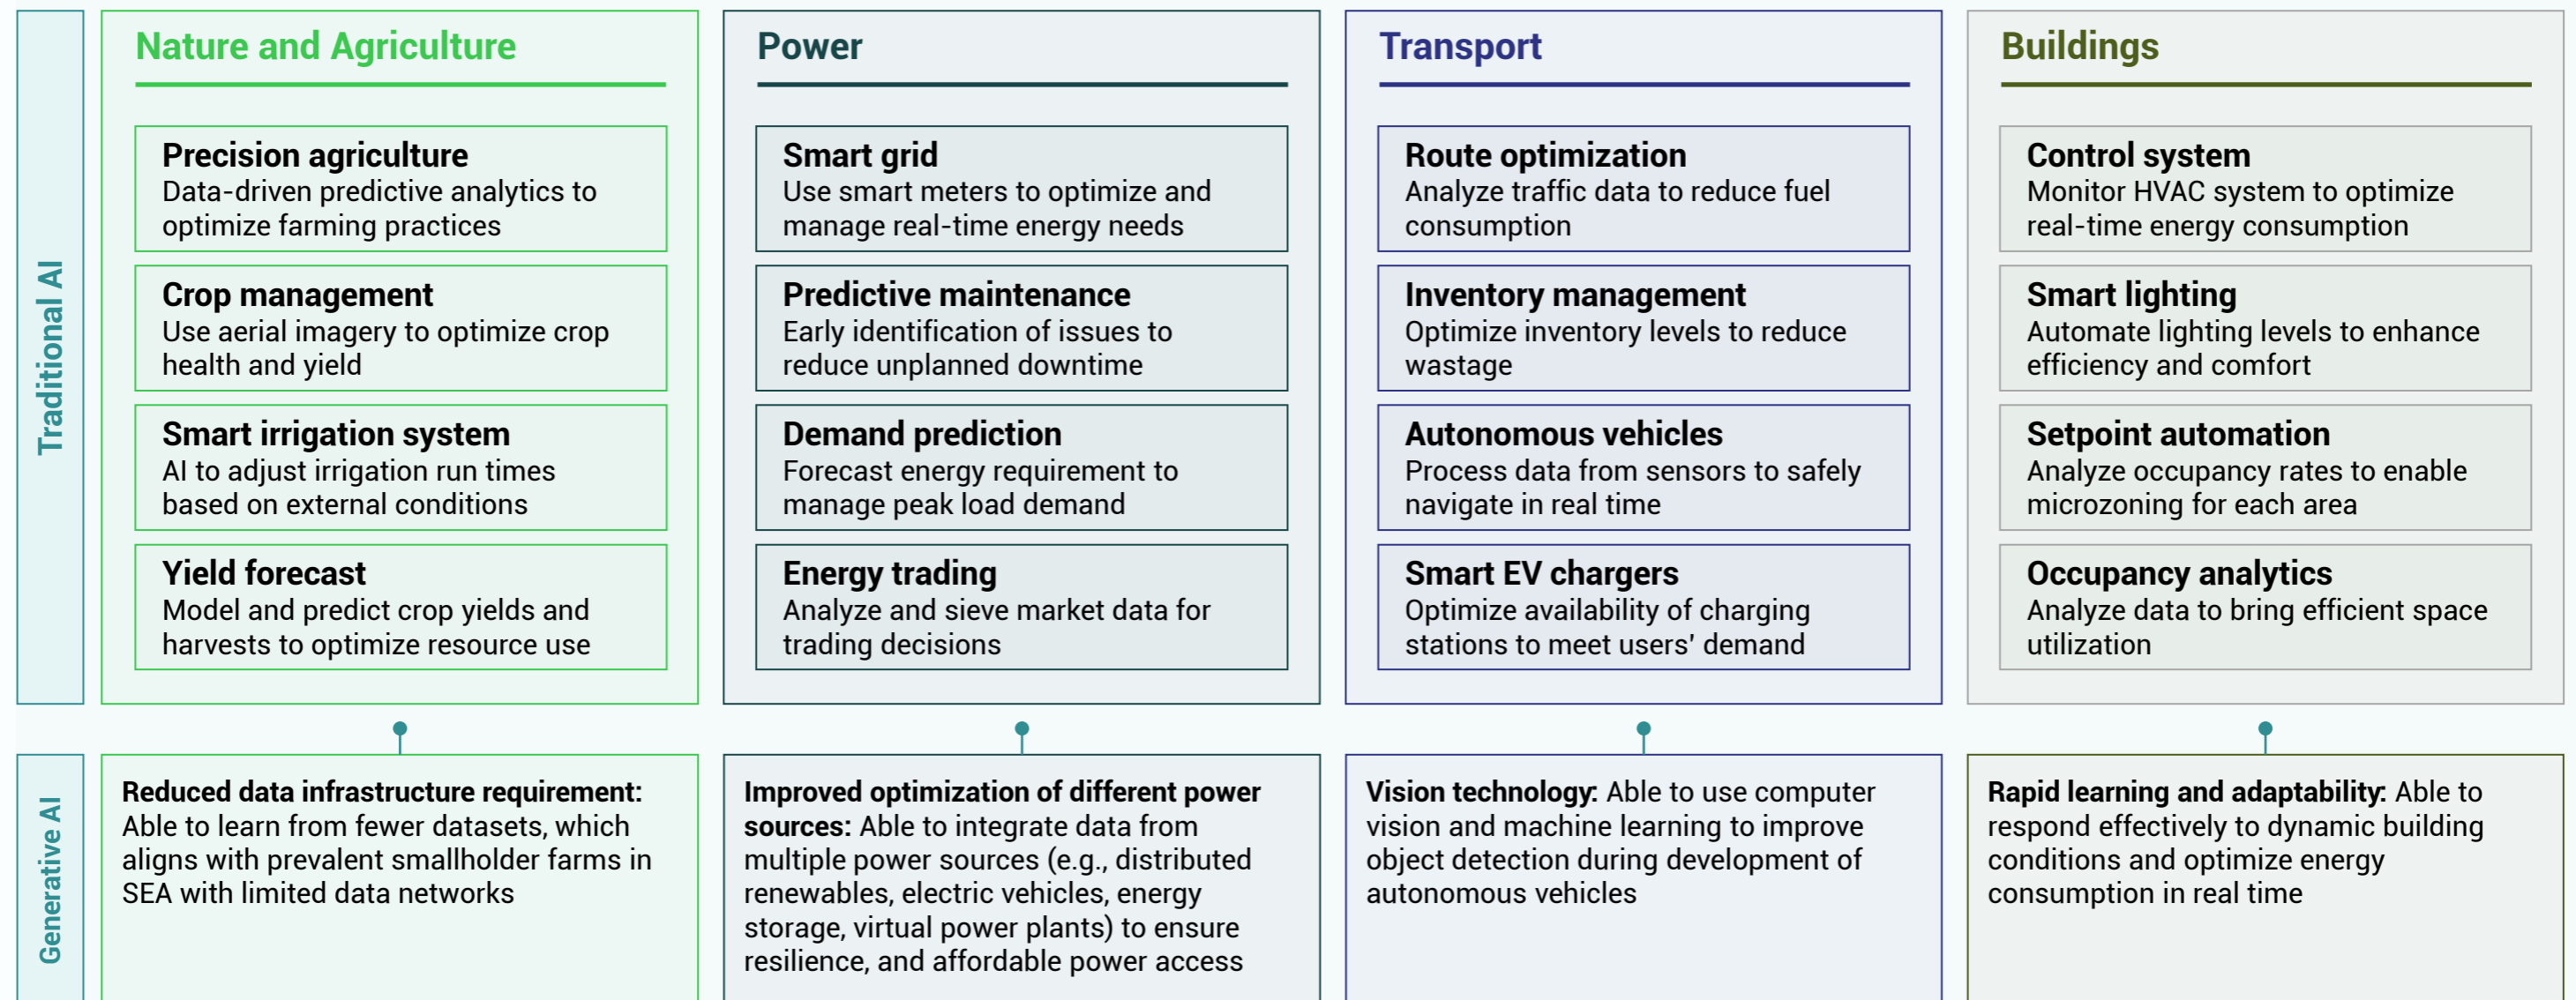 Traditional AI
Nature and Agriculture
Precision agriculture
Data-driven predictive analytics to
optimize farming practices
Crop management
Use aerial imagery to optimize crop
health and yield
Smart irrigation system
AI to adjust irrigation run times
based on external conditions
Yield forecast
Model and predict crop yields and
harvests to optimize resource use
Power
Smart grid
Use smart meters to optimize and
manage real-time energy needs
Predictive maintenance
Early identification of issues to
reduce unplanned downtime
Demand prediction
Forecast energy requirement to
manage peak load demand
Energy trading
Analyze and sieve market data for
trading decisions
Transport
Route optimization
Analyze traffic data to reduce fuel
consumption
Inventory management
Optimize inventory levels to reduce
wastage
Autonomous vehicles
Process data from sensors to safely
navigate in real time
Smart EV chargers
Optimize availability of charging
stations to meet users' demand
Buildings
Control system
Monitor HVAC system to optimize
real-time energy consumption
Smart lighting
Automate lighting levels to enhance
efficiency and comfort
Setpoint automation
Analyze occupancy rates to enable
microzoning for each area
Occupancy analytics
Analyze data to bring efficient space
utilization
Generative AI
Reduced data infrastructure requirement:
Able to learn from fewer datasets, which
aligns with prevalent smallholder farms in
SEA with limited data networks
Improved optimization of different power
sources: Able to integrate data from
multiple power sources (e.g., distributed
renewables, electric vehicles, energy
storage, virtual power plants) to ensure
resilience, and affordable power access
Vision technology: Able to use computer
vision and machine learning to improve
object detection during development of
autonomous vehicles
Rapid learning and adaptability: Able to
respond effectively to dynamic building
conditions and optimize energy
consumption in real time